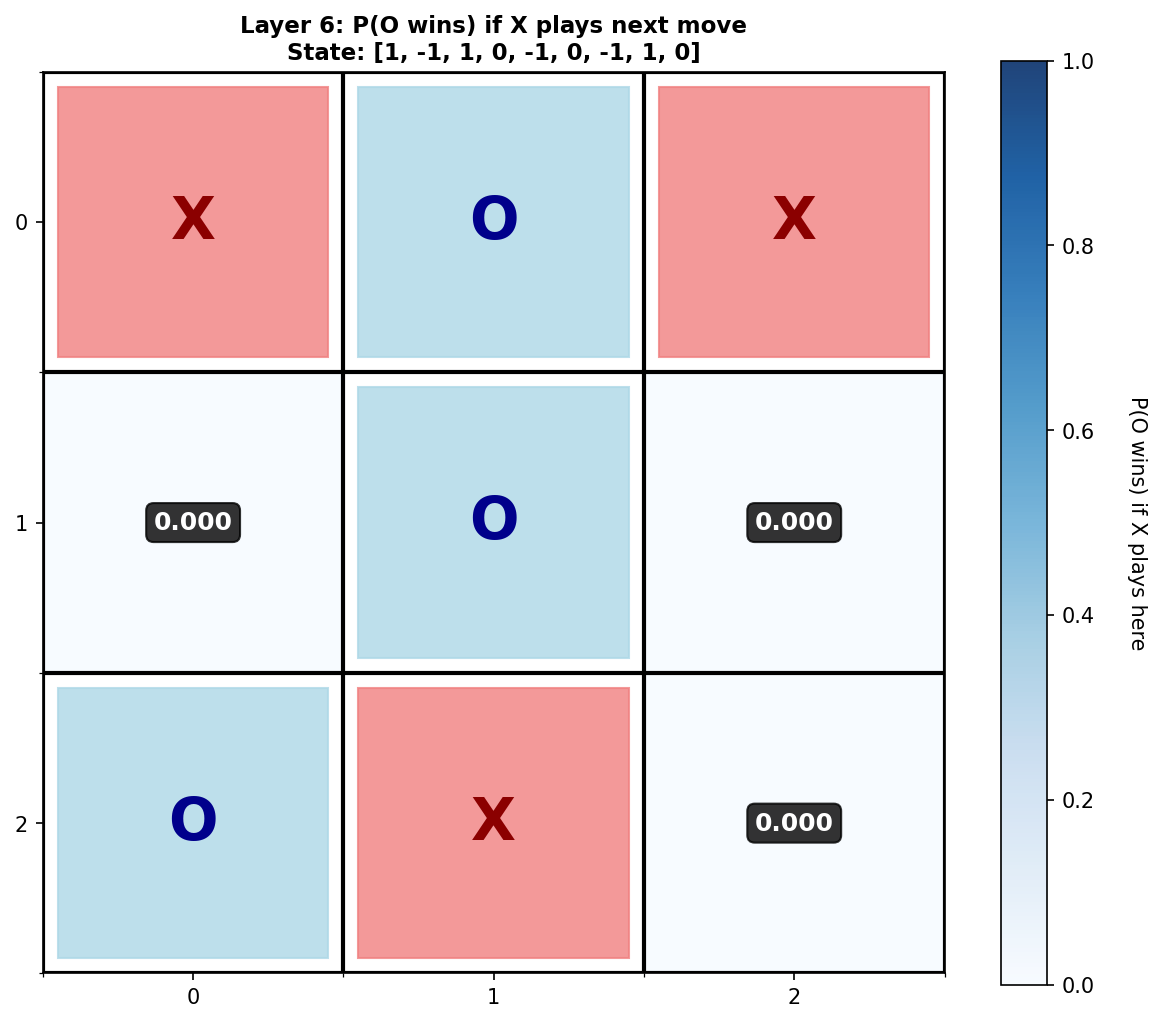 Layer 6: P(O wins) if X plays next move
State: [1, -1, 1, 0, -1, 0, -1, 1, 0]
X O X
0.000 O 0.000
O X 0.000
0
1
2
0 1 2
1.0
0.8
0.6
0.4
0.2
0.0
P(O wins) if X plays here